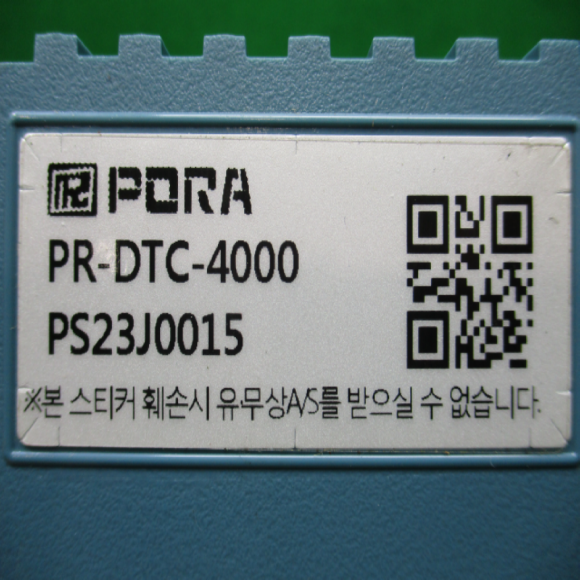 PORA
PR-DTC-4000
PS23J0015
※본 스티커 훼손시 유무상A/S를 받으실 수 없습니다.